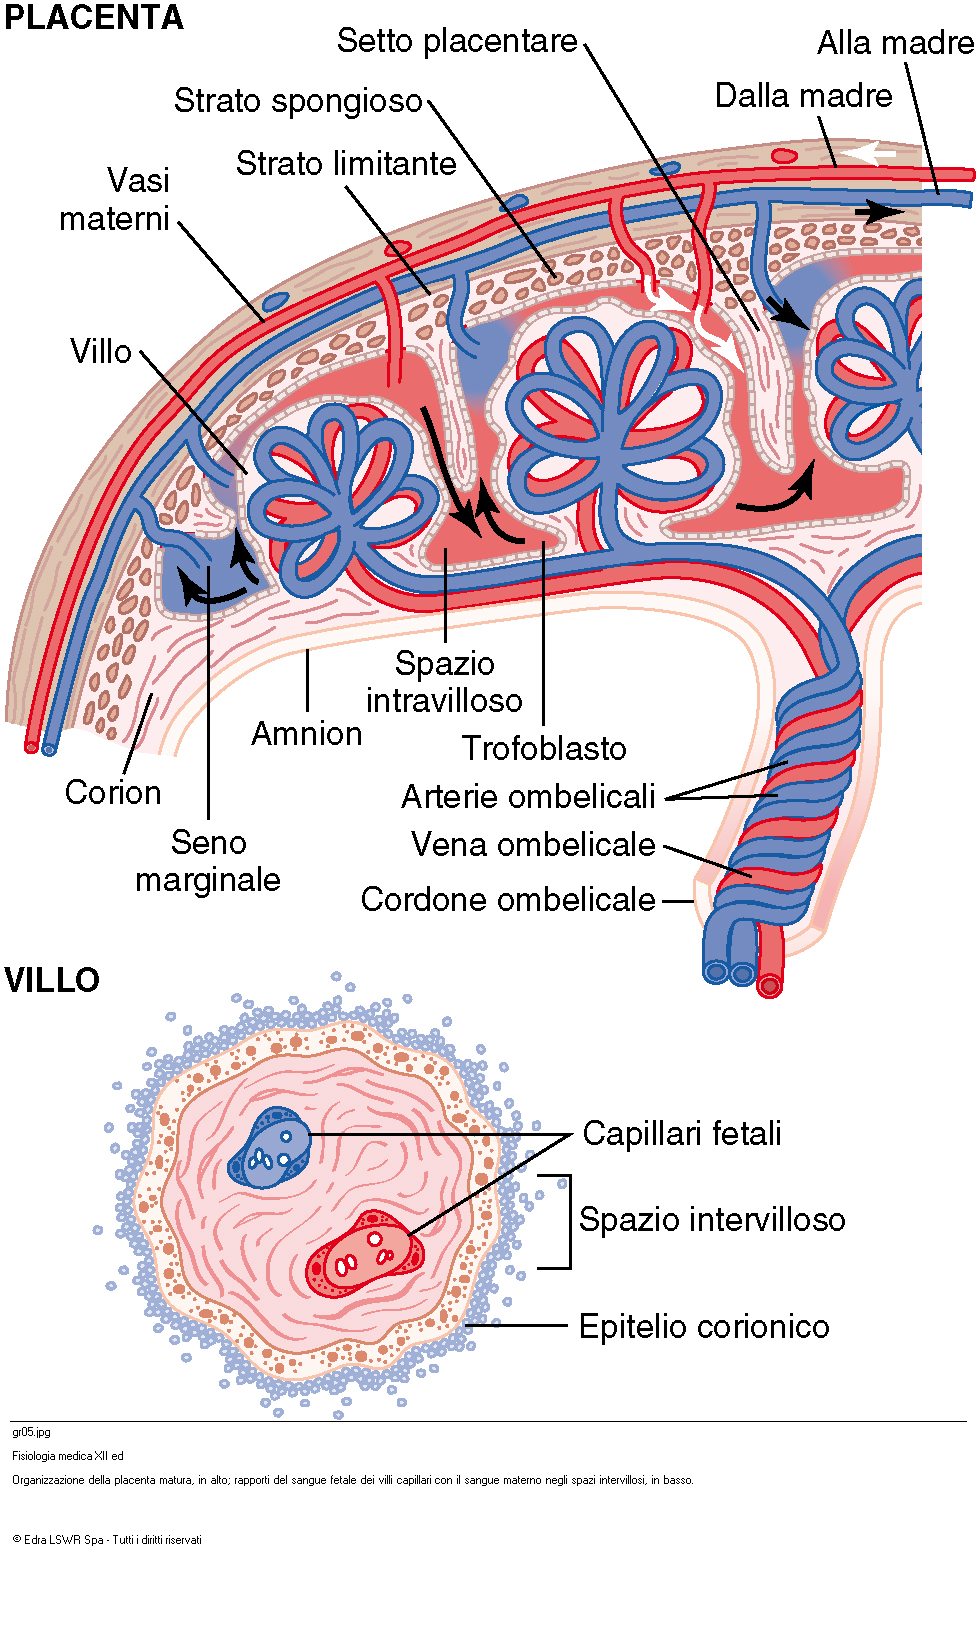 PLACENTA
Setto placentare
Alla madre
Strato spongioso
Dalla madre
Strato limitante
Vasi
materni
Villo
Spazio
intravilloso
Amnion
Trofoblasto
Corion
Arterie ombelicali
Seno
marginale
Vena ombelicale
Cordone ombelicale
VILLO
Capillari fetali
Spazio intervilloso
Epitelio corionico
gr05.jpg
Fisiologia medica XII ed
Organizzazione della placenta matura, in alto; rapporti del sangue fetale dei villi capillari con il sangue materno negli spazi intervillosi, in basso.
© Edra LSWR Spa - Tutti i diritti riservati